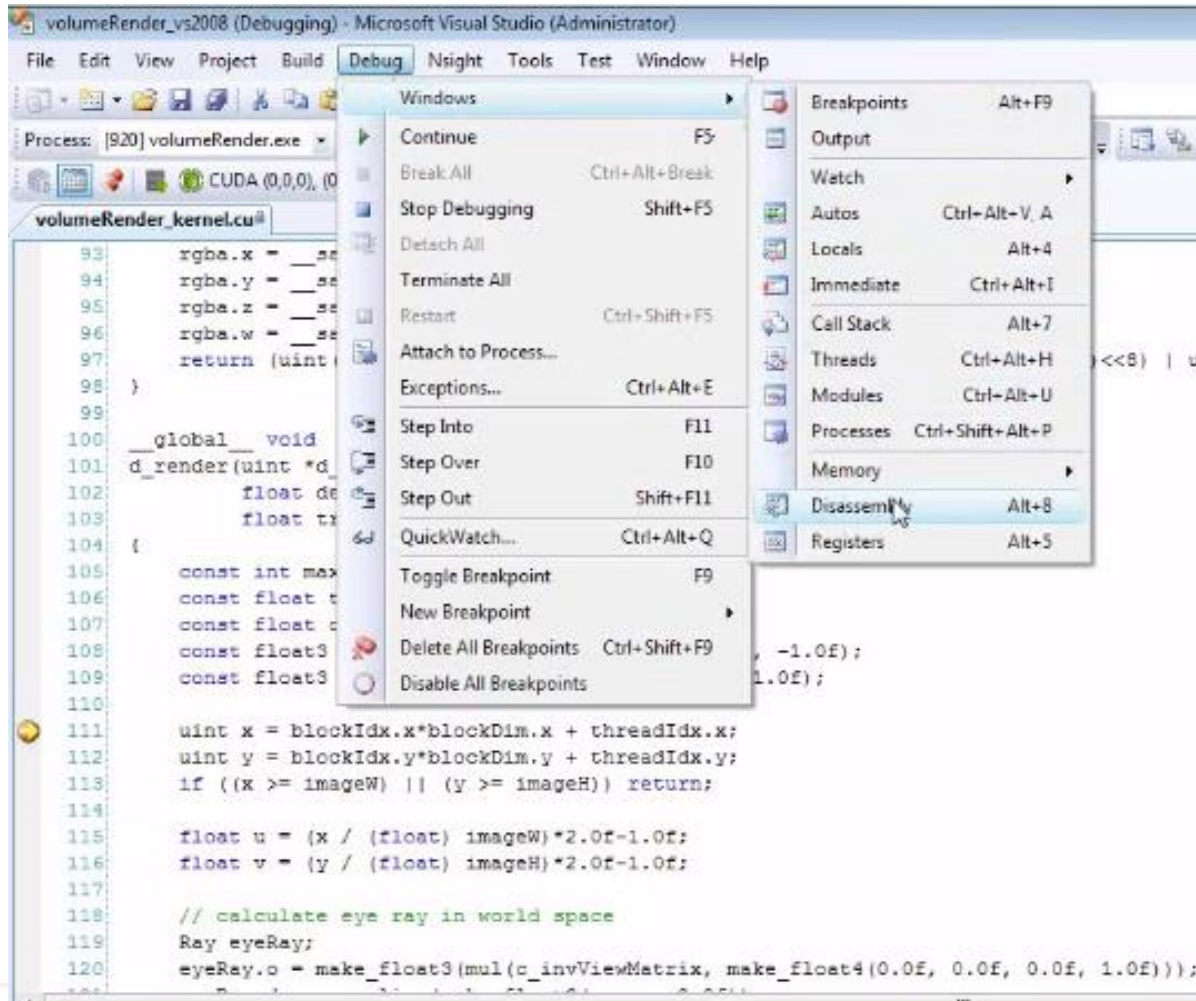 volumeRender_vs2008 (Debugging) - Microsoft Visual Studio (Administrator)
File Edit View Project Build Debug Nsight Tools Test Window Help
Process: [920] volumeRender.exe
CUDA (0,0,0), (0
volumeRender_kernel.cu
Windows
Continue F5
Break All Ctrl+Alt+Break
Stop Debugging Shift+F5
Detach All
Terminate All
Restart Ctrl+Shift+F5
Attach to Process...
Exceptions... Ctrl+Alt+E
Step Into F11
Step Over F10
Step Out Shift+F11
QuickWatch... Ctrl+Alt+Q
Toggle Breakpoint F9
New Breakpoint
Delete All Breakpoints Ctrl+Shift+F9
Disable All Breakpoints
Breakpoints Alt+F9
Output
Watch
Autos Ctrl+Alt+V, A
Locals Alt+4
Immediate Ctrl+Alt+I
Call Stack Alt+7
Threads Ctrl+Alt+H
Modules Ctrl+Alt+U
Processes Ctrl+Shift+Alt+P
Memory
Disassembly Alt+8
Registers Alt+5
93 rgba.x = __sa
94 rgba.y = __sa
95 rgba.z = __sa
96 rgba.w = __sa
97 return (uint( )<<8) | u
98 }
99
100 __global__ void
101 d_render(uint *d_
102 float de
103 float tr
104 {
105 const int max
106 const float t
107 const float o
108 const float3 , -1.0f);
109 const float3 1.0f);
110
111 uint x = blockIdx.x*blockDim.x + threadIdx.x;
112 uint y = blockIdx.y*blockDim.y + threadIdx.y;
113 if ((x >= imageW) || (y >= imageH)) return;
114
115 float u = (x / (float) imageW)*2.0f-1.0f;
116 float v = (y / (float) imageH)*2.0f-1.0f;
117
118 // calculate eye ray in world space
119 Ray eyeRay;
120 eyeRay.o = make_float3(mul(c_invViewMatrix, make_float4(0.0f, 0.0f, 0.0f, 1.0f)));